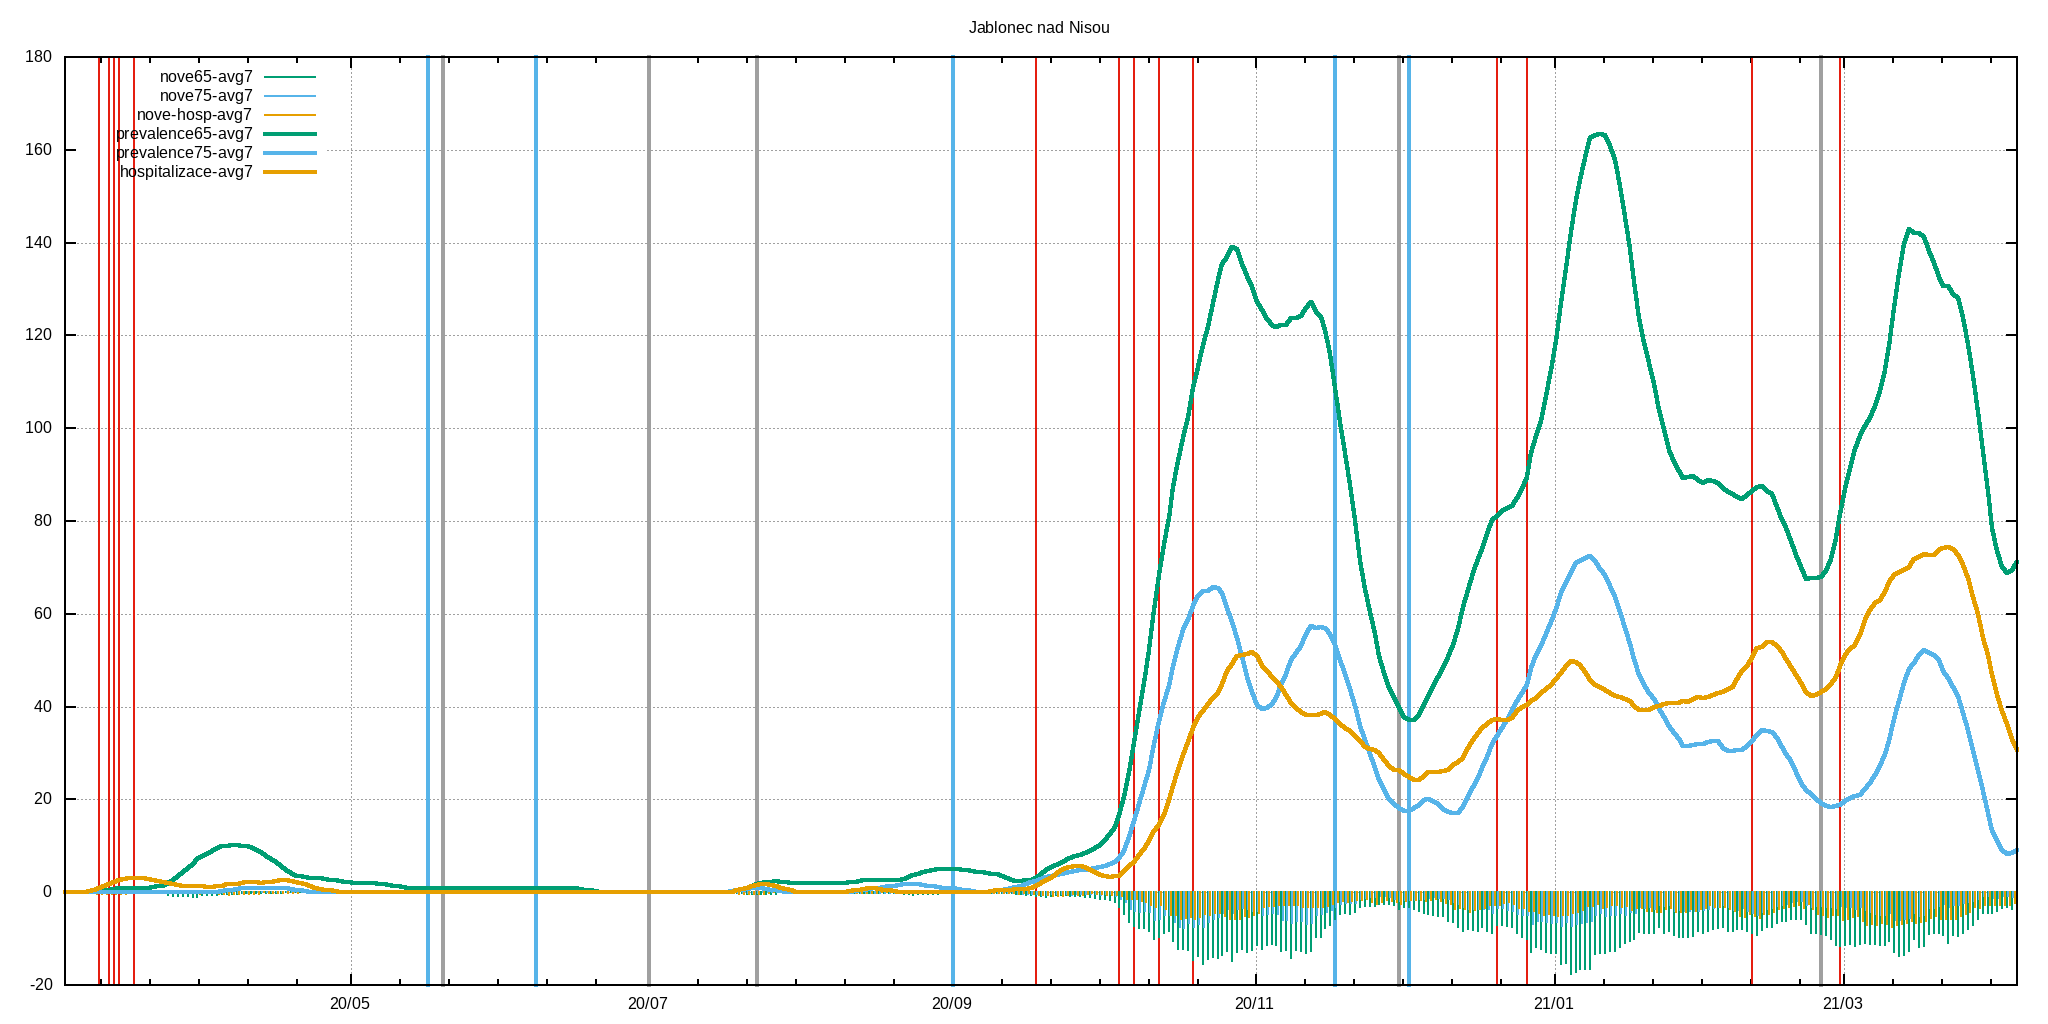 Jablonec nad Nisou
180
160
140
120
100
80
60
40
20
0
-20
nove65-avg7
nove75-avg7
nove-hosp-avg7
prevalence65-avg7
prevalence75-avg7
hospitalizace-avg7
20/05 20/07 20/09 20/11 21/01 21/03